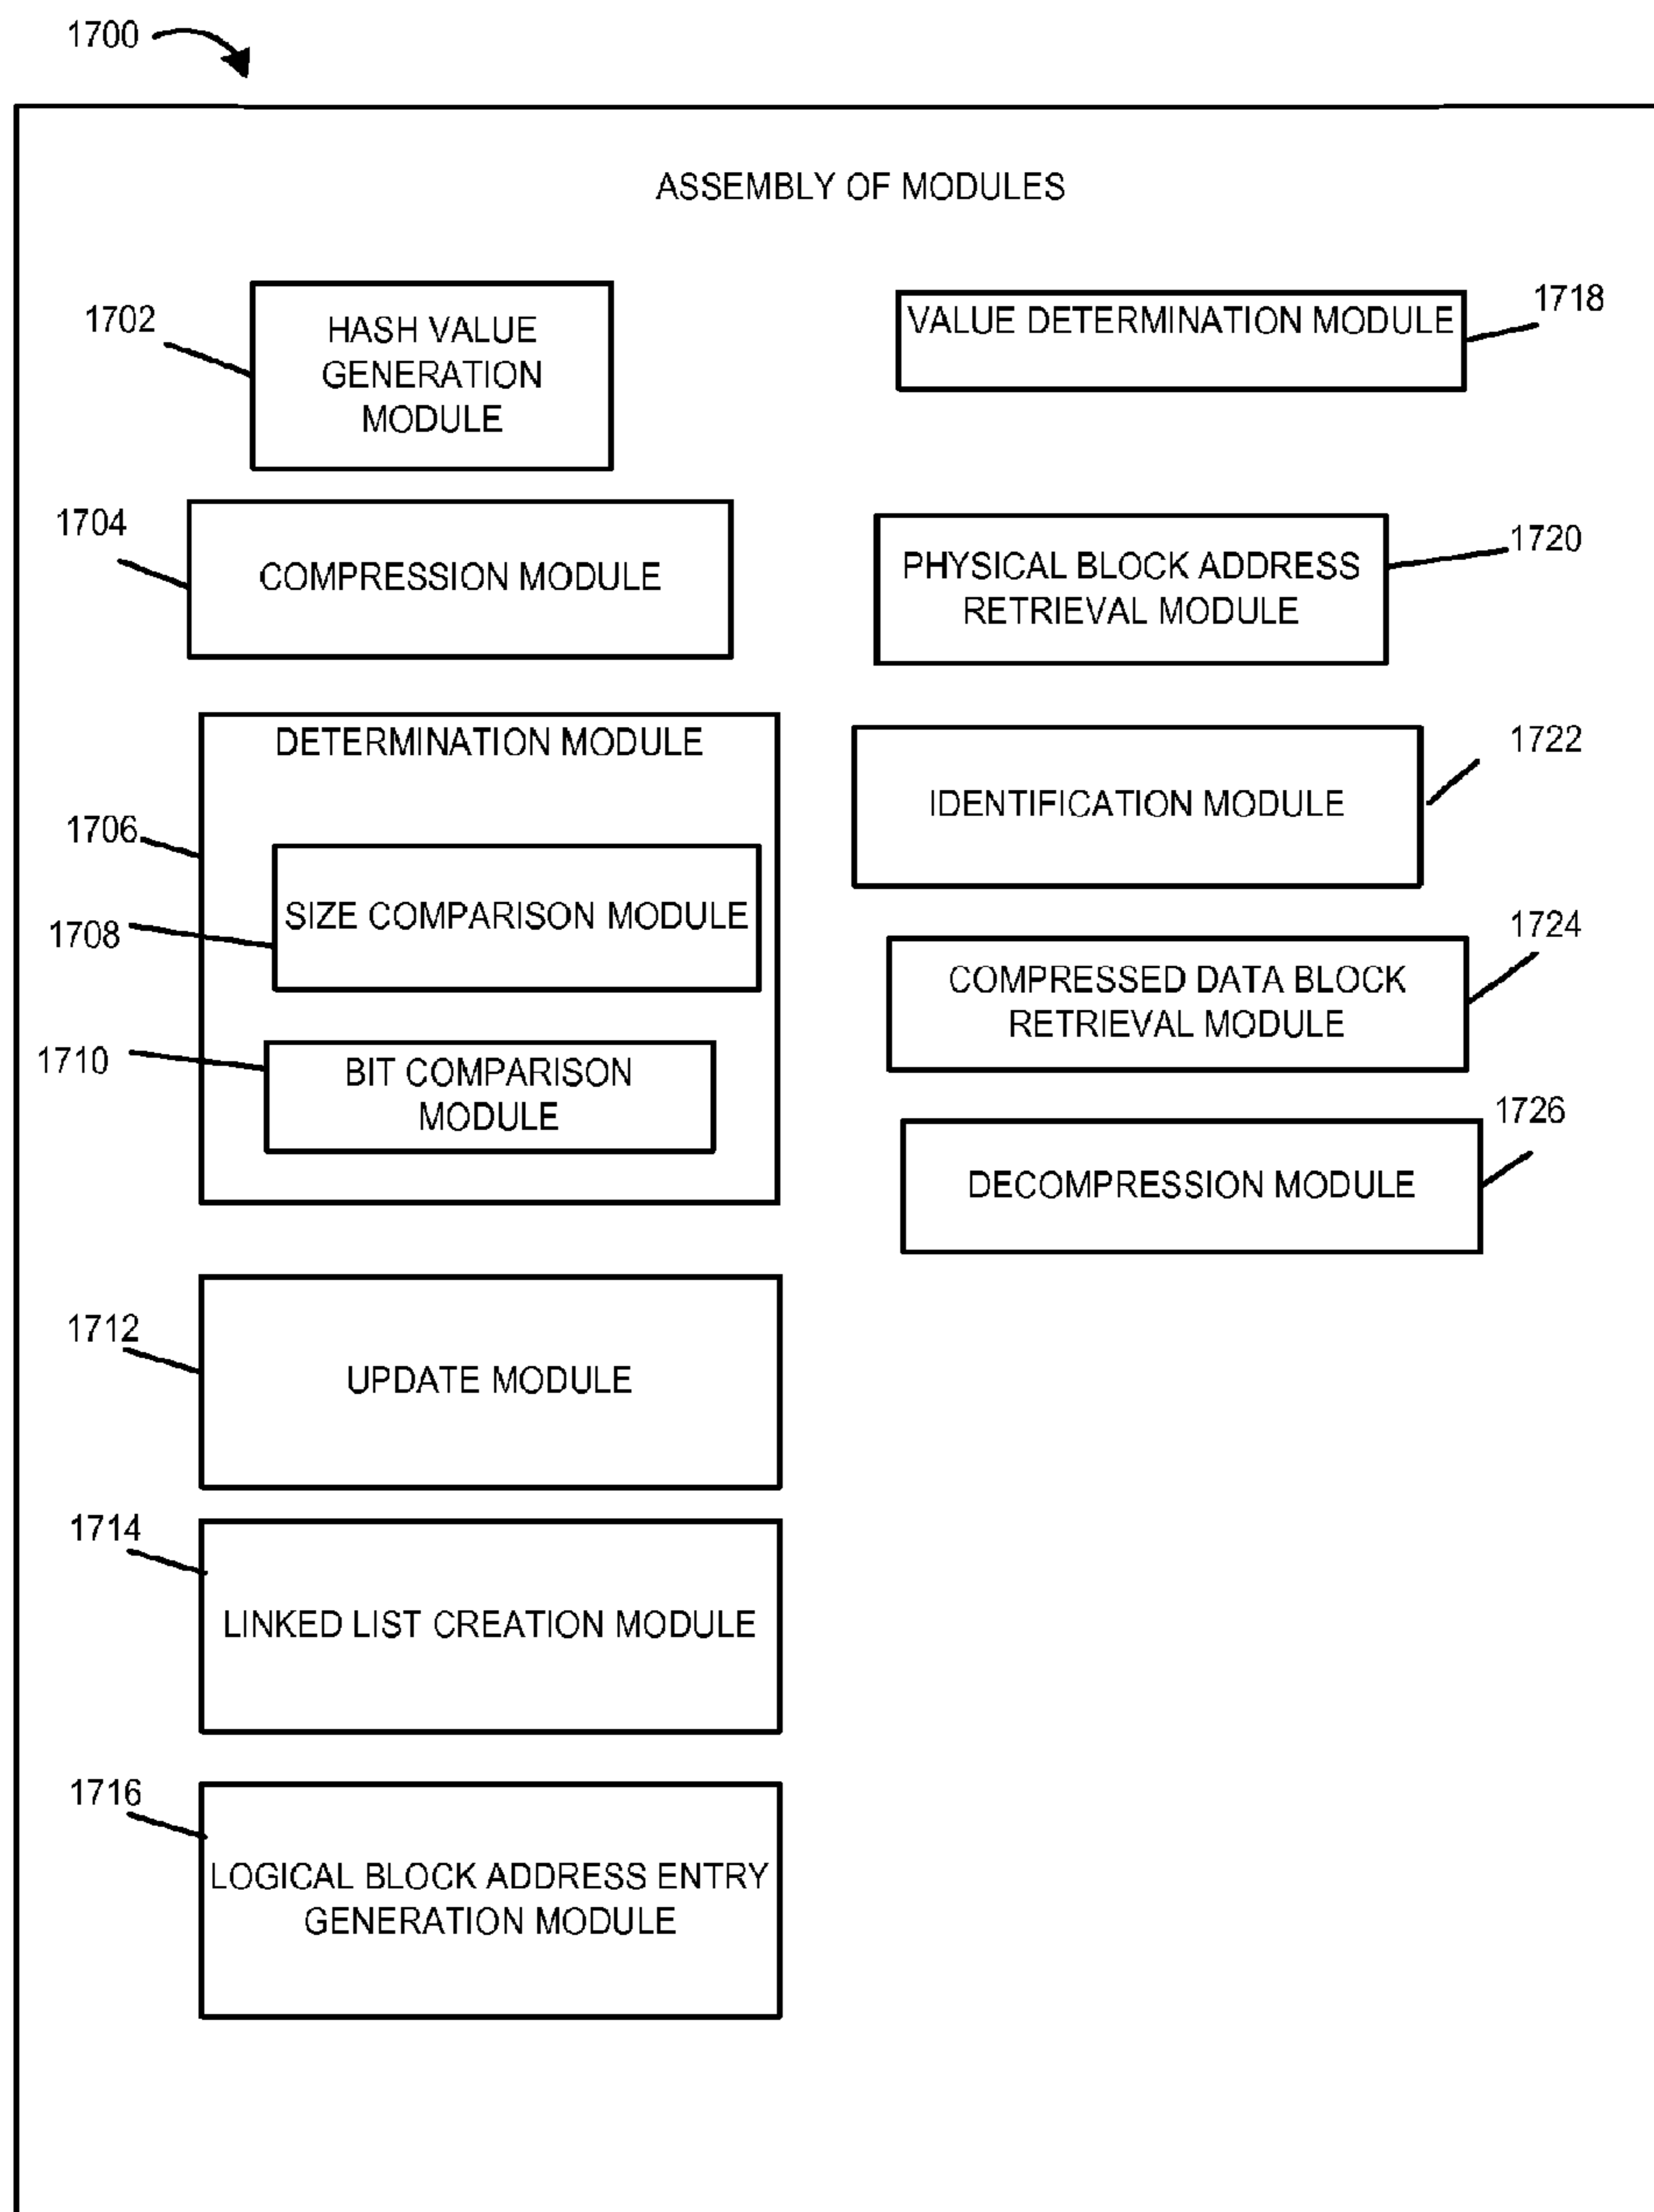 1700
ASSEMBLY OF MODULES
1702
HASH VALUE
GENERATION
MODULE
1704
COMPRESSION MODULE
DETERMINATION MODULE
1706
SIZE COMPARISON MODULE
1708
1710
BIT COMPARISON
MODULE
1712
UPDATE MODULE
1714
LINKED LIST CREATION MODULE
1716
LOGICAL BLOCK ADDRESS ENTRY
GENERATION MODULE
VALUE DETERMINATION MODULE
1718
PHYSICAL BLOCK ADDRESS
RETRIEVAL MODULE
1720
IDENTIFICATION MODULE
1722
COMPRESSED DATA BLOCK
RETRIEVAL MODULE
1724
DECOMPRESSION MODULE
1726